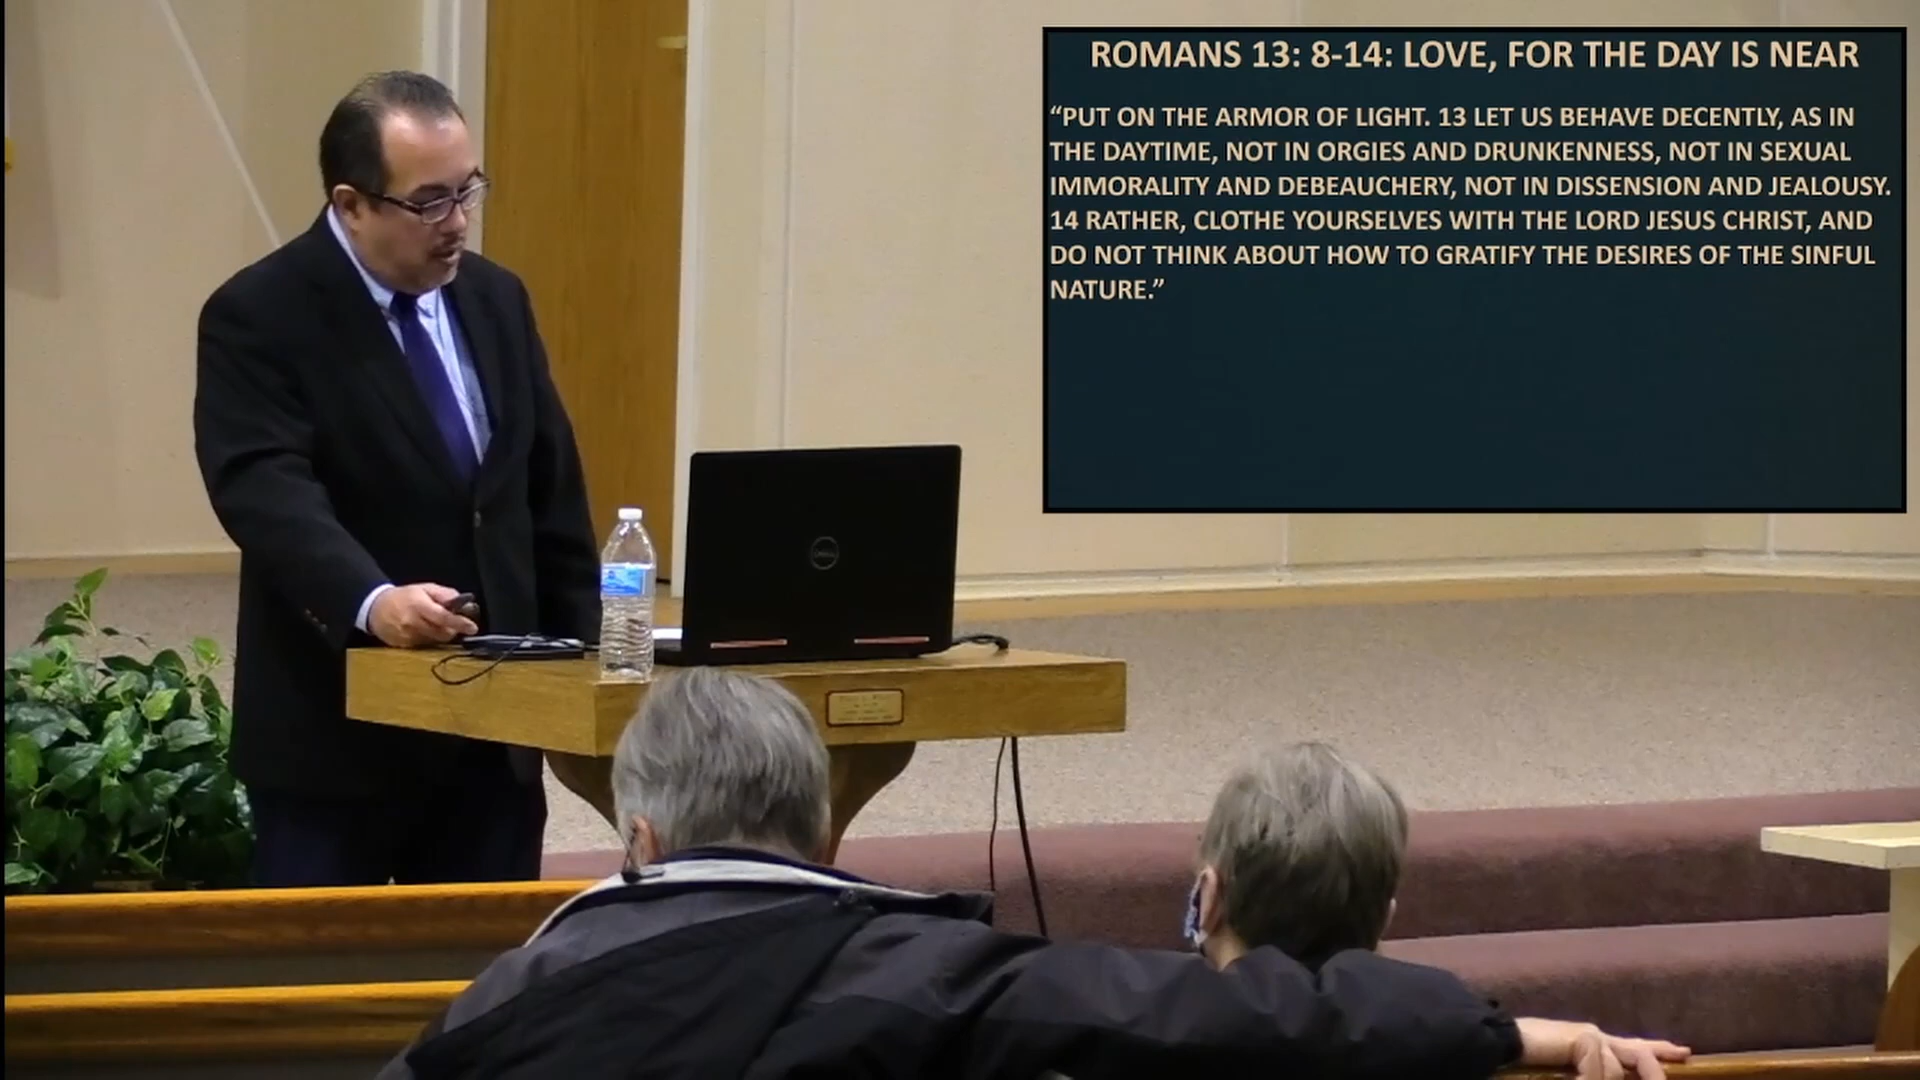 ROMANS 13: 8-14: LOVE, FOR THE DAY IS NEAR
“PUT ON THE ARMOR OF LIGHT. 13 LET US BEHAVE DECENTLY, AS IN
THE DAYTIME, NOT IN ORGIES AND DRUNKENNESS, NOT IN SEXUAL
IMMORALITY AND DEBEAUCHERY, NOT IN DISSENSION AND JEALOUSY.
14 RATHER, CLOTHE YOURSELVES WITH THE LORD JESUS CHRIST, AND
DO NOT THINK ABOUT HOW TO GRATIFY THE DESIRES OF THE SINFUL
NATURE.”
DELL